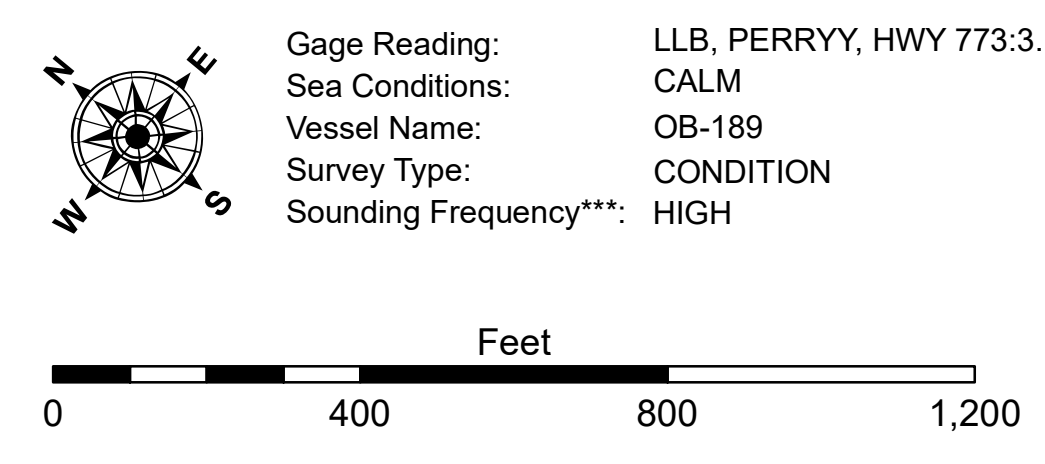 N E
W S
Gage Reading: LLB, PERRYY, HWY 773:3.
Sea Conditions: CALM
Vessel Name: OB-189
Survey Type: CONDITION
Sounding Frequency***: HIGH
Feet
0 400 800 1,200